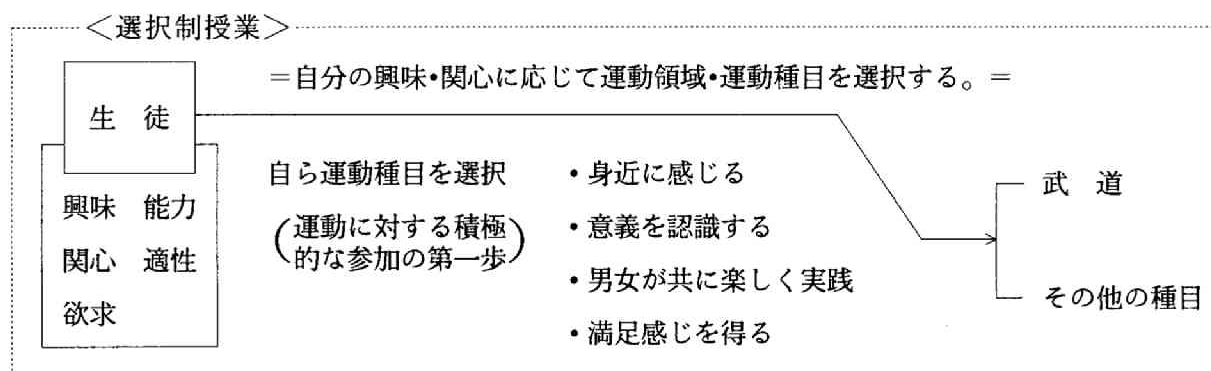 ＜選択制授業＞
＝自分の興味・関心に応じて運動領域・運動種目を選択する。＝
生　徒
興味　能力
関心　適性
欲求
自ら運動種目を選択
（運動に対する積極
的な参加の第一歩）
・身近に感じる
・意義を認識する
・男女が共に楽しく実践
・満足感じを得る
武　道
その他の種目